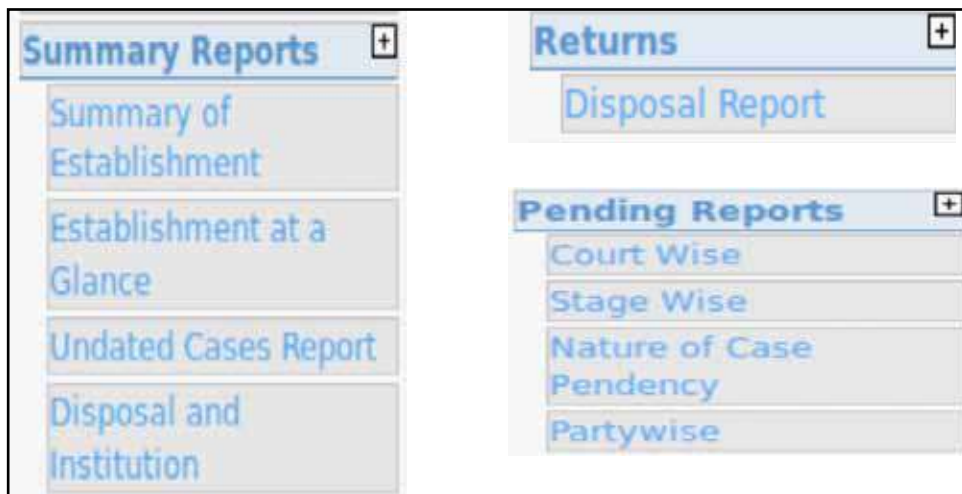 Summary Reports
Summary of
Establishment
Establishment at a
Glance
Undated Cases Report
Disposal and
Institution
Returns
Disposal Report
Pending Reports
Court Wise
Stage Wise
Nature of Case
Pendency
Partywise